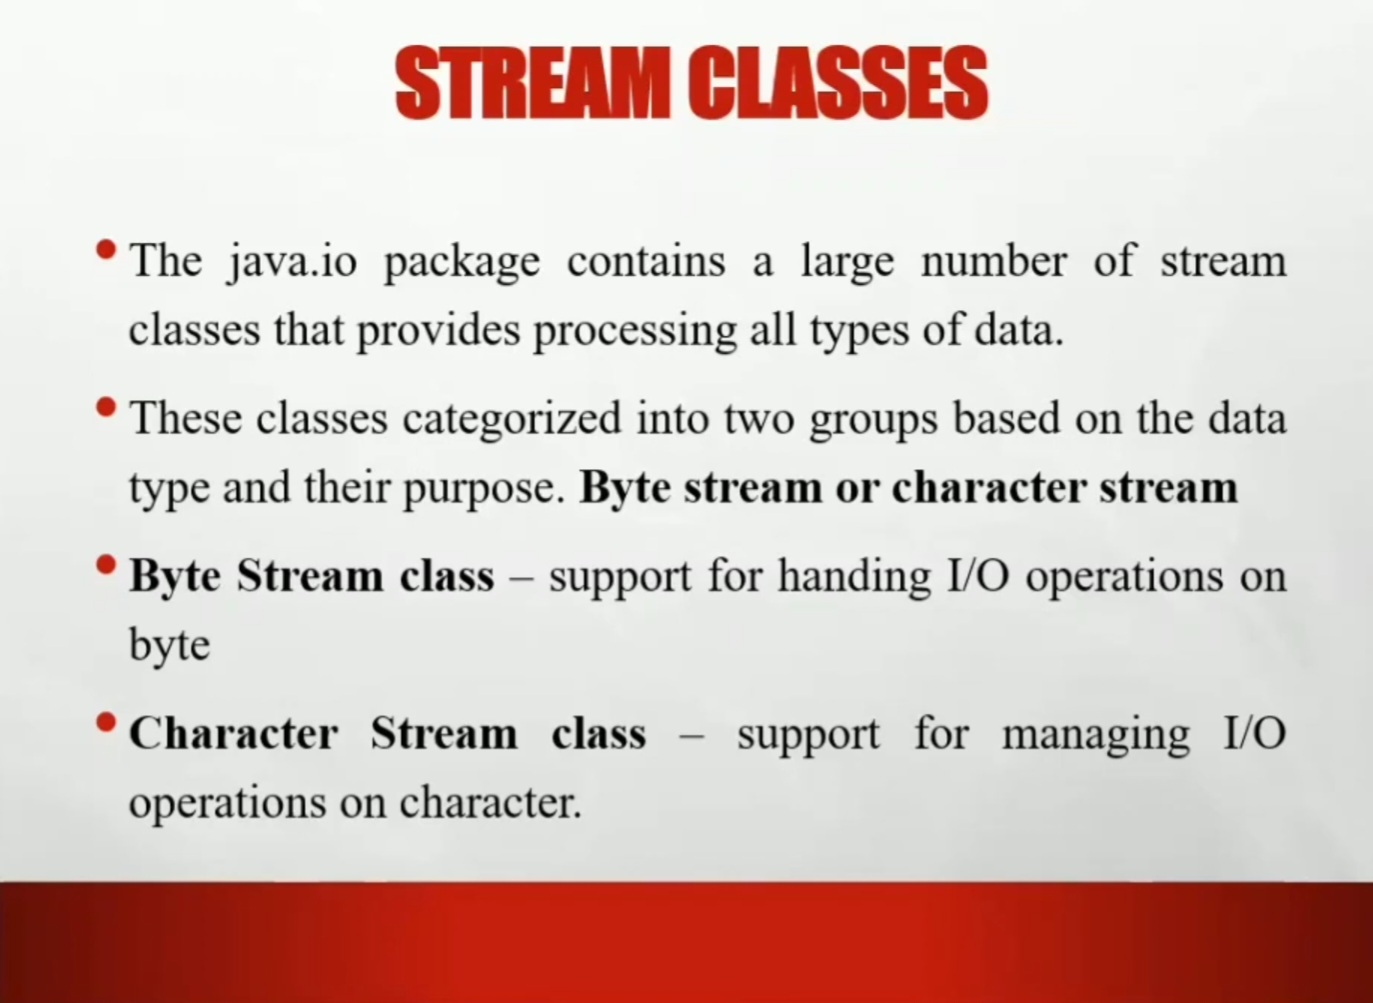 STREAM CLASSES
• The java.io package contains a large number of stream
classes that provides processing all types of data.
• These classes categorized into two groups based on the data
type and their purpose. Byte stream or character stream
• Byte Stream class – support for handing I/O operations on
byte
• Character Stream class – support for managing I/O
operations on character.